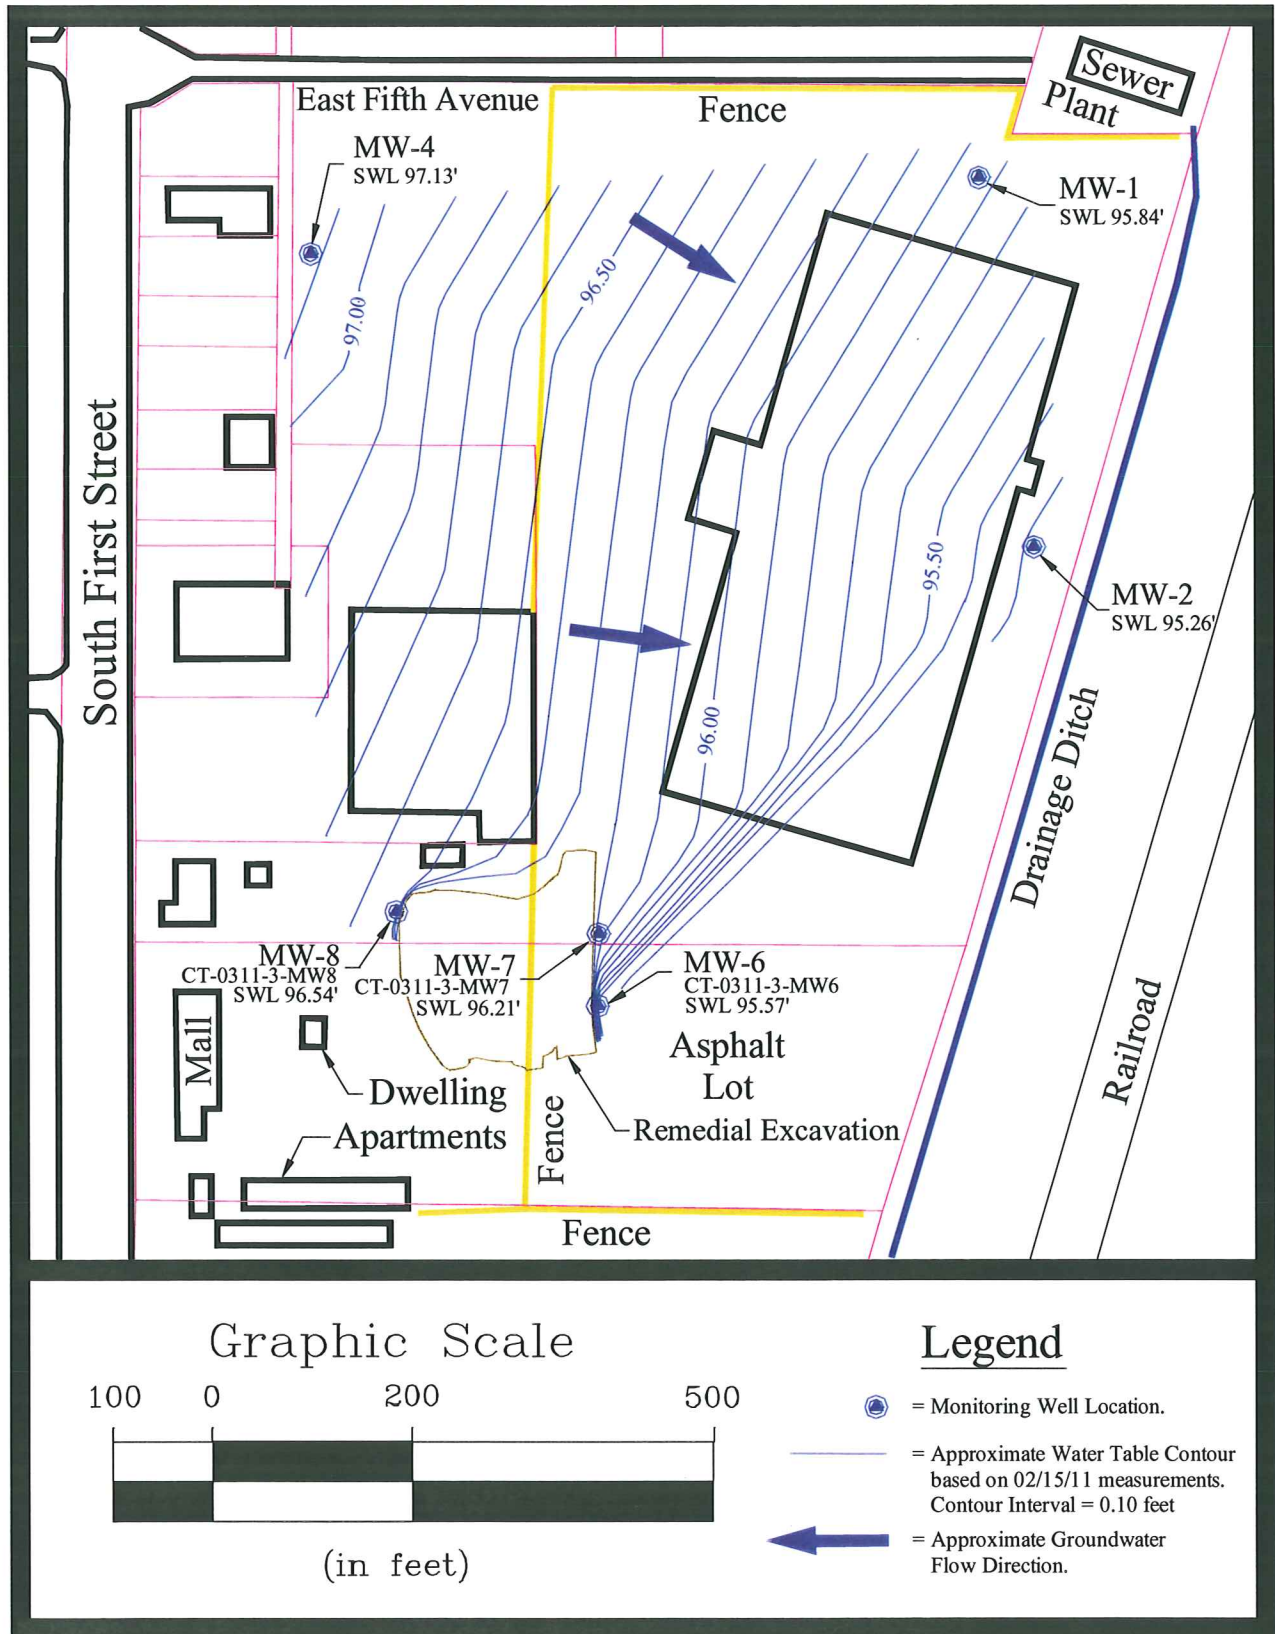 Sewer
Plant
East Fifth Avenue
Fence
MW-4
SWL 97.13'
MW-1
SWL 95.84'
96.50
97.00
South First Street
95.50
MW-2
SWL 95.26'
96.00
Drainage Ditch
MW-8
CT-0311-3-MW8
SWL 96.54'
MW-7
CT-0311-3-MW7
SWL 96.21'
MW-6
CT-0311-3-MW6
SWL 95.57'
Railroad
Mall
Asphalt
Lot
Dwelling
Apartments
Fence
Remedial Excavation
Fence
Graphic Scale
100 0 200 500
(in feet)
Legend
= Monitoring Well Location.
= Approximate Water Table Contour
based on 02/15/11 measurements.
Contour Interval = 0.10 feet
= Approximate Groundwater
Flow Direction.